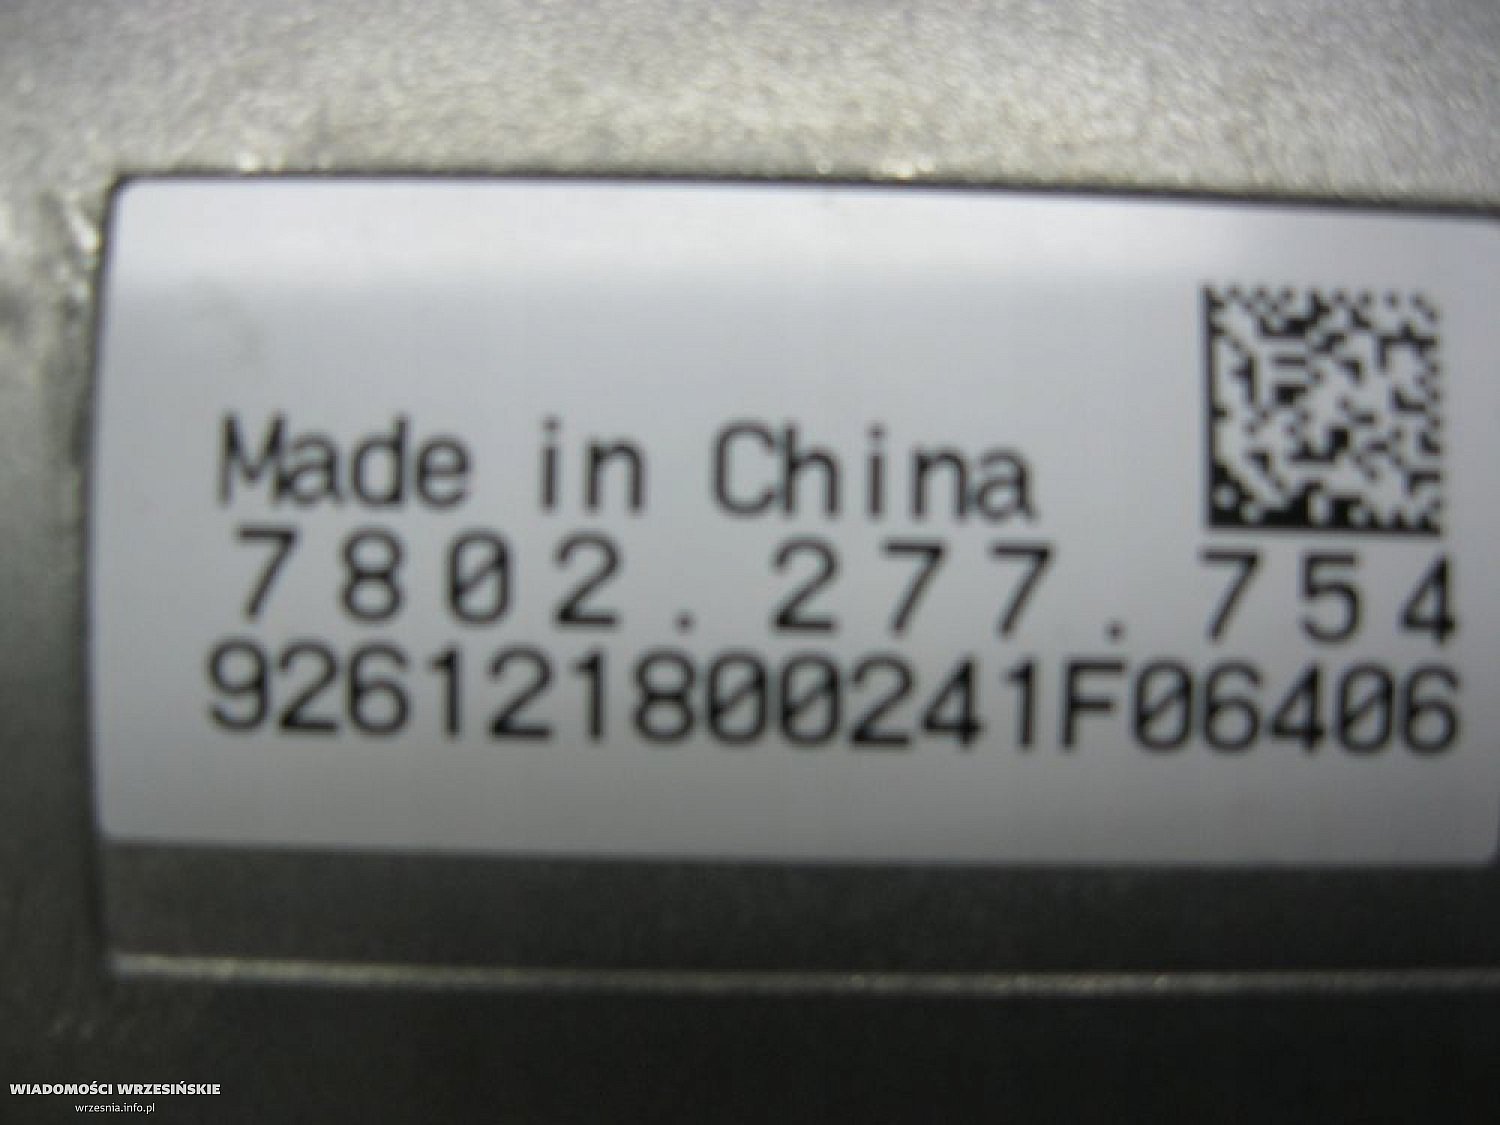 Made in China
7802.277.754
926121800241F06406
WIADOMOŚCI WRZESIŃSKIE
wrzesnia.info.pl